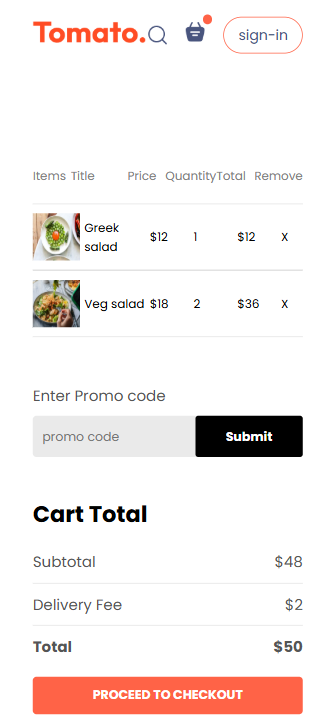 Tomato.
sign-in
Items Title Price Quantity Total Remove
Greek salad $12 1 $12 X
Veg salad $18 2 $36 X
Enter Promo code
promo code Submit
Cart Total
Subtotal $48
Delivery Fee $2
Total $50
PROCEED TO CHECKOUT